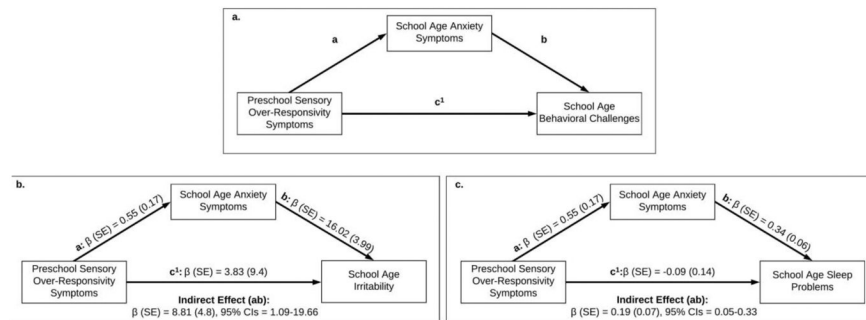 a.
School Age Anxiety
Symptoms
a
b
Preschool Sensory
Over-Responsivity
Symptoms
c¹
School Age
Behavioral Challenges
b.
School Age Anxiety
Symptoms
a: β (SE) = 0.55 (0.17)
b: β (SE) = 16.02 (3.99)
Preschool Sensory
Over-Responsivity
Symptoms
c¹: β (SE) = 3.83 (9.4)
School Age
Irritability
Indirect Effect (ab):
β (SE) = 8.81 (4.8), 95% CIs = 1.09-19.66
c.
School Age Anxiety
Symptoms
a: β (SE) = 0.55 (0.17)
b: β (SE) = 0.34 (0.06)
Preschool Sensory
Over-Responsivity
Symptoms
c¹:β (SE) = -0.09 (0.14)
School Age Sleep
Problems
Indirect Effect (ab):
β (SE) = 0.19 (0.07), 95% CIs = 0.05-0.33